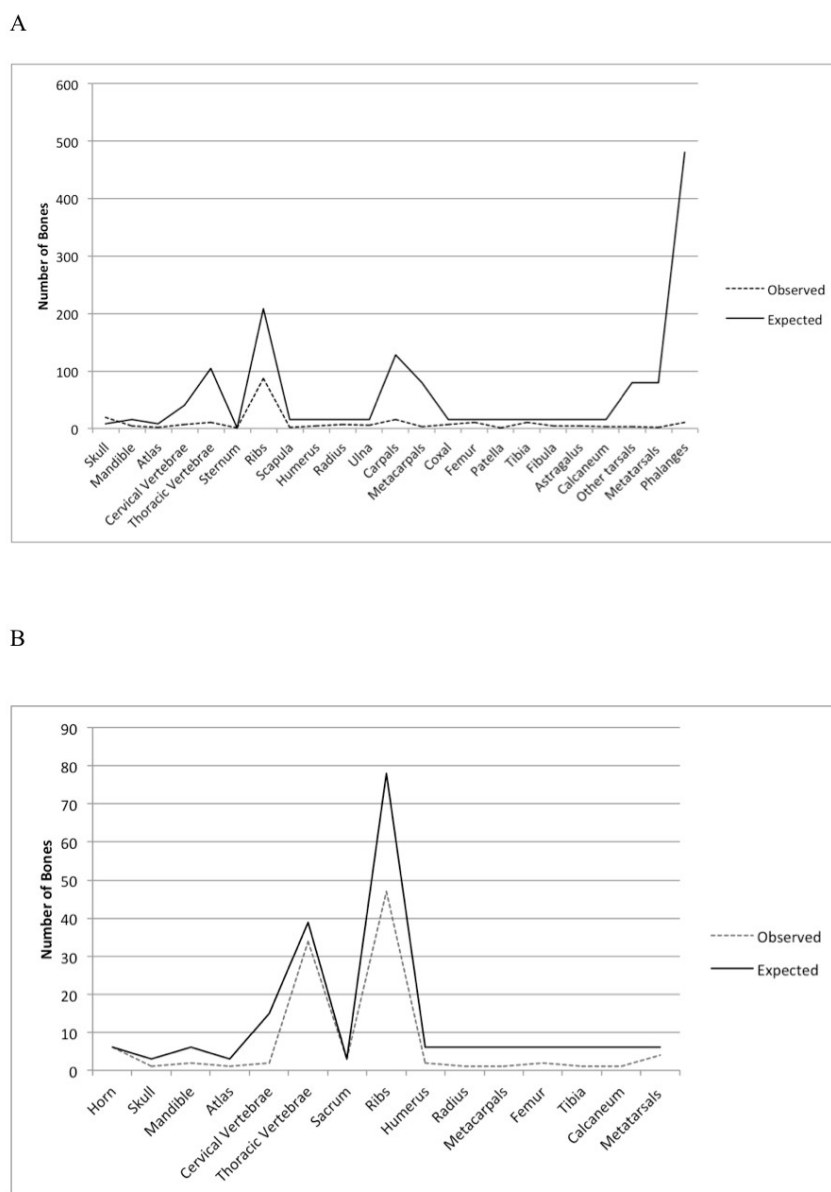 A
600
500
400
300
200
100
0
Number of Bones
Skull
Mandible
Atlas
Cervical Vertebrae
Thoracic Vertebrae
Sternum
Ribs
Scapula
Humerus
Radius
Ulna
Carpals
Metacarpals
Coxal
Femur
Patella
Tibia
Fibula
Astragalus
Calcaneum
Other tarsals
Metatarsals
Phalanges
Observed
Expected
B
90
80
70
60
50
40
30
20
10
0
Number of Bones
Horn
Skull
Mandible
Atlas
Cervical Vertebrae
Thoracic Vertebrae
Sacrum
Ribs
Humerus
Radius
Metacarpals
Femur
Tibia
Calcaneum
Metatarsals
Observed
Expected